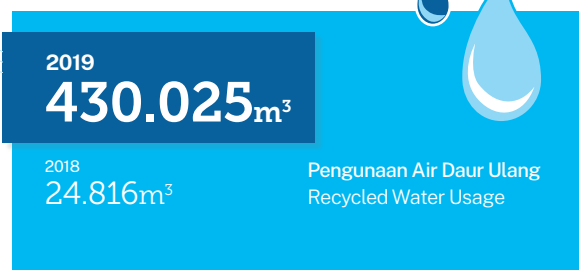 2019
430.025m³
2018
24.816m³
Pengunaan Air Daur Ulang
Recycled Water Usage